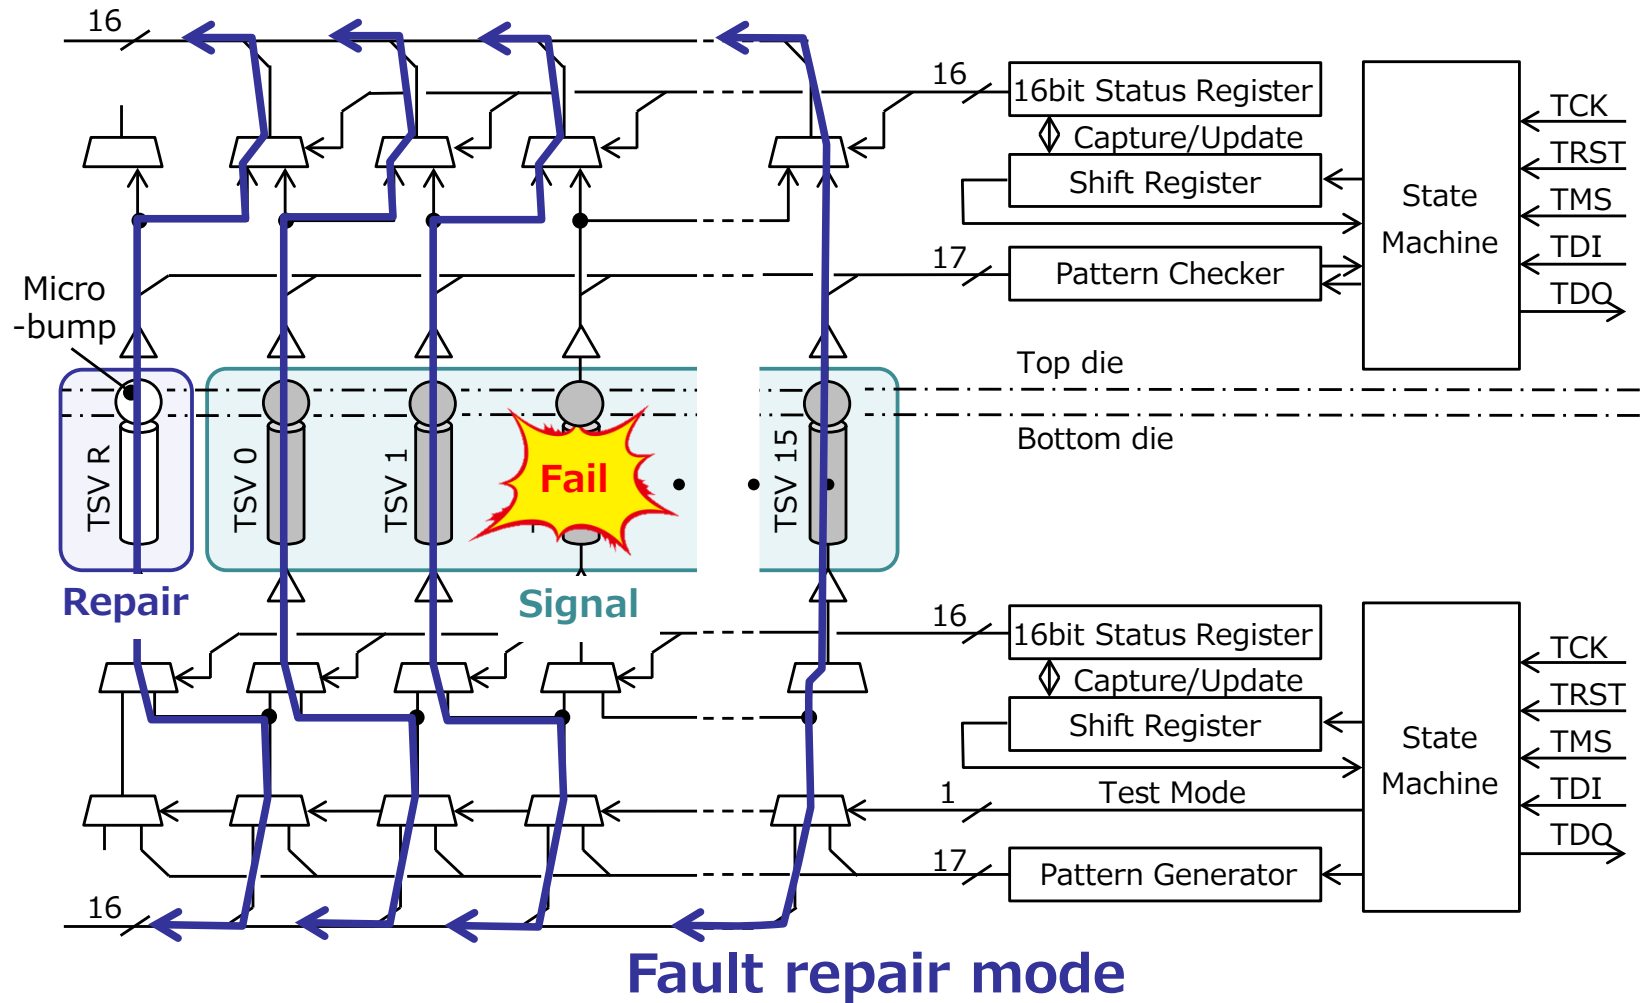 16
16
16bit Status Register
Capture/Update
Shift Register
17
Pattern Checker
State
Machine
TCK
TRST
TMS
TDI
TDO
Micro
-bump
Top die
Bottom die
TSV R
TSV 0
TSV 1
Fail
TSV 15
Repair
Signal
16
16bit Status Register
Capture/Update
Shift Register
1
Test Mode
17
Pattern Generator
State
Machine
TCK
TRST
TMS
TDI
TDO
16
Fault repair mode